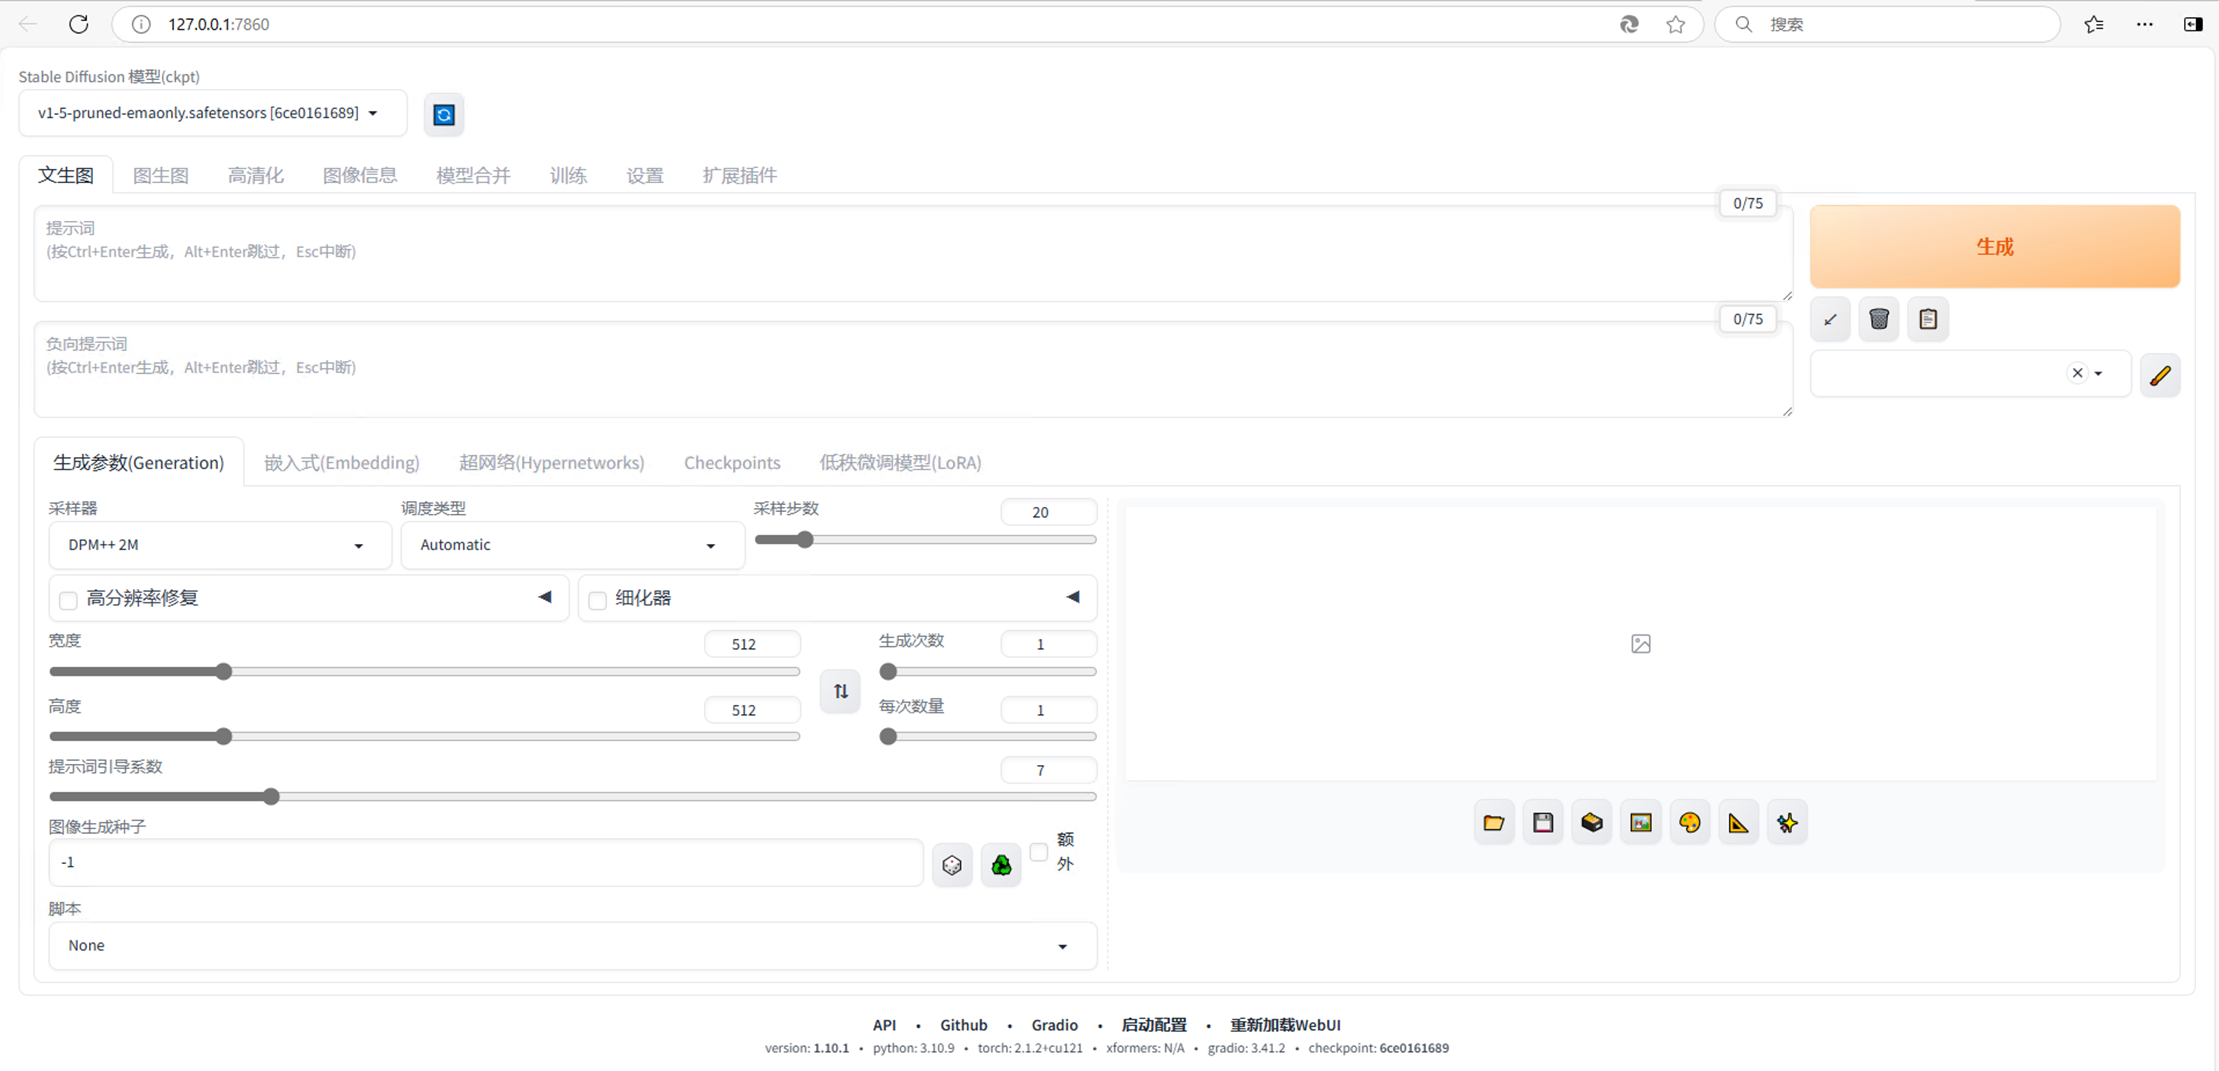 127.0.0.1:7860
搜索
Stable Diffusion 模型(ckpt)
v1-5-pruned-emaonly.safetensors [6ce0161689]
文生图 图生图 高清化 图像信息 模型合并 训练 设置 扩展插件
0/75
提示词
(按Ctrl+Enter生成，Alt+Enter跳过，Esc中断)
生成
0/75
负向提示词
(按Ctrl+Enter生成，Alt+Enter跳过，Esc中断)
生成参数(Generation) 嵌入式(Embedding) 超网络(Hypernetworks) Checkpoints 低秩微调模型(LoRA)
采样器 调度类型 采样步数 20
DPM++ 2M Automatic
高分辨率修复 细化器
宽度 512 生成次数 1
高度 512 每次数量 1
提示词引导系数 7
图像生成种子
-1
额外
脚本
None
API • Github • Gradio • 启动配置 • 重新加载WebUI
version: 1.10.1 • python: 3.10.9 • torch: 2.1.2+cu121 • xformers: N/A • gradio: 3.41.2 • checkpoint: 6ce0161689